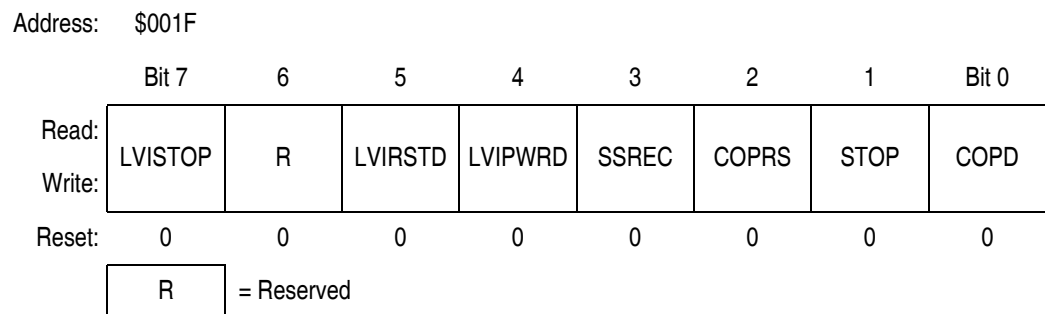 Address: $001F
Bit 7 6 5 4 3 2 1 Bit 0
Read:
LVISTOP R LVIRSTD LVIPWRD SSREC COPRS STOP COPD
Write:
Reset: 0 0 0 0 0 0 0 0
R = Reserved